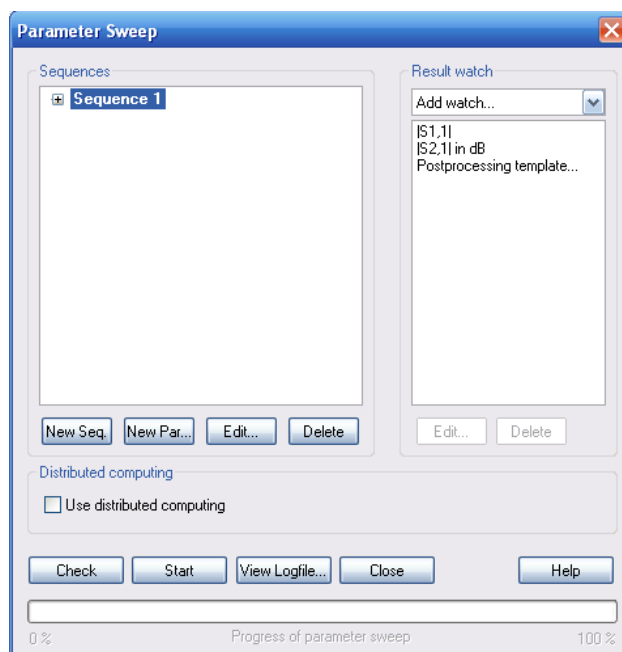 Parameter Sweep
Sequences
Sequence 1
New Seq. New Par... Edit... Delete
Result watch
Add watch...
|S1,1|
|S2,1| in dB
Postprocessing template...
Edit... Delete
Distributed computing
Use distributed computing
Check Start View Logfile... Close Help
0 % Progress of parameter sweep 100 %